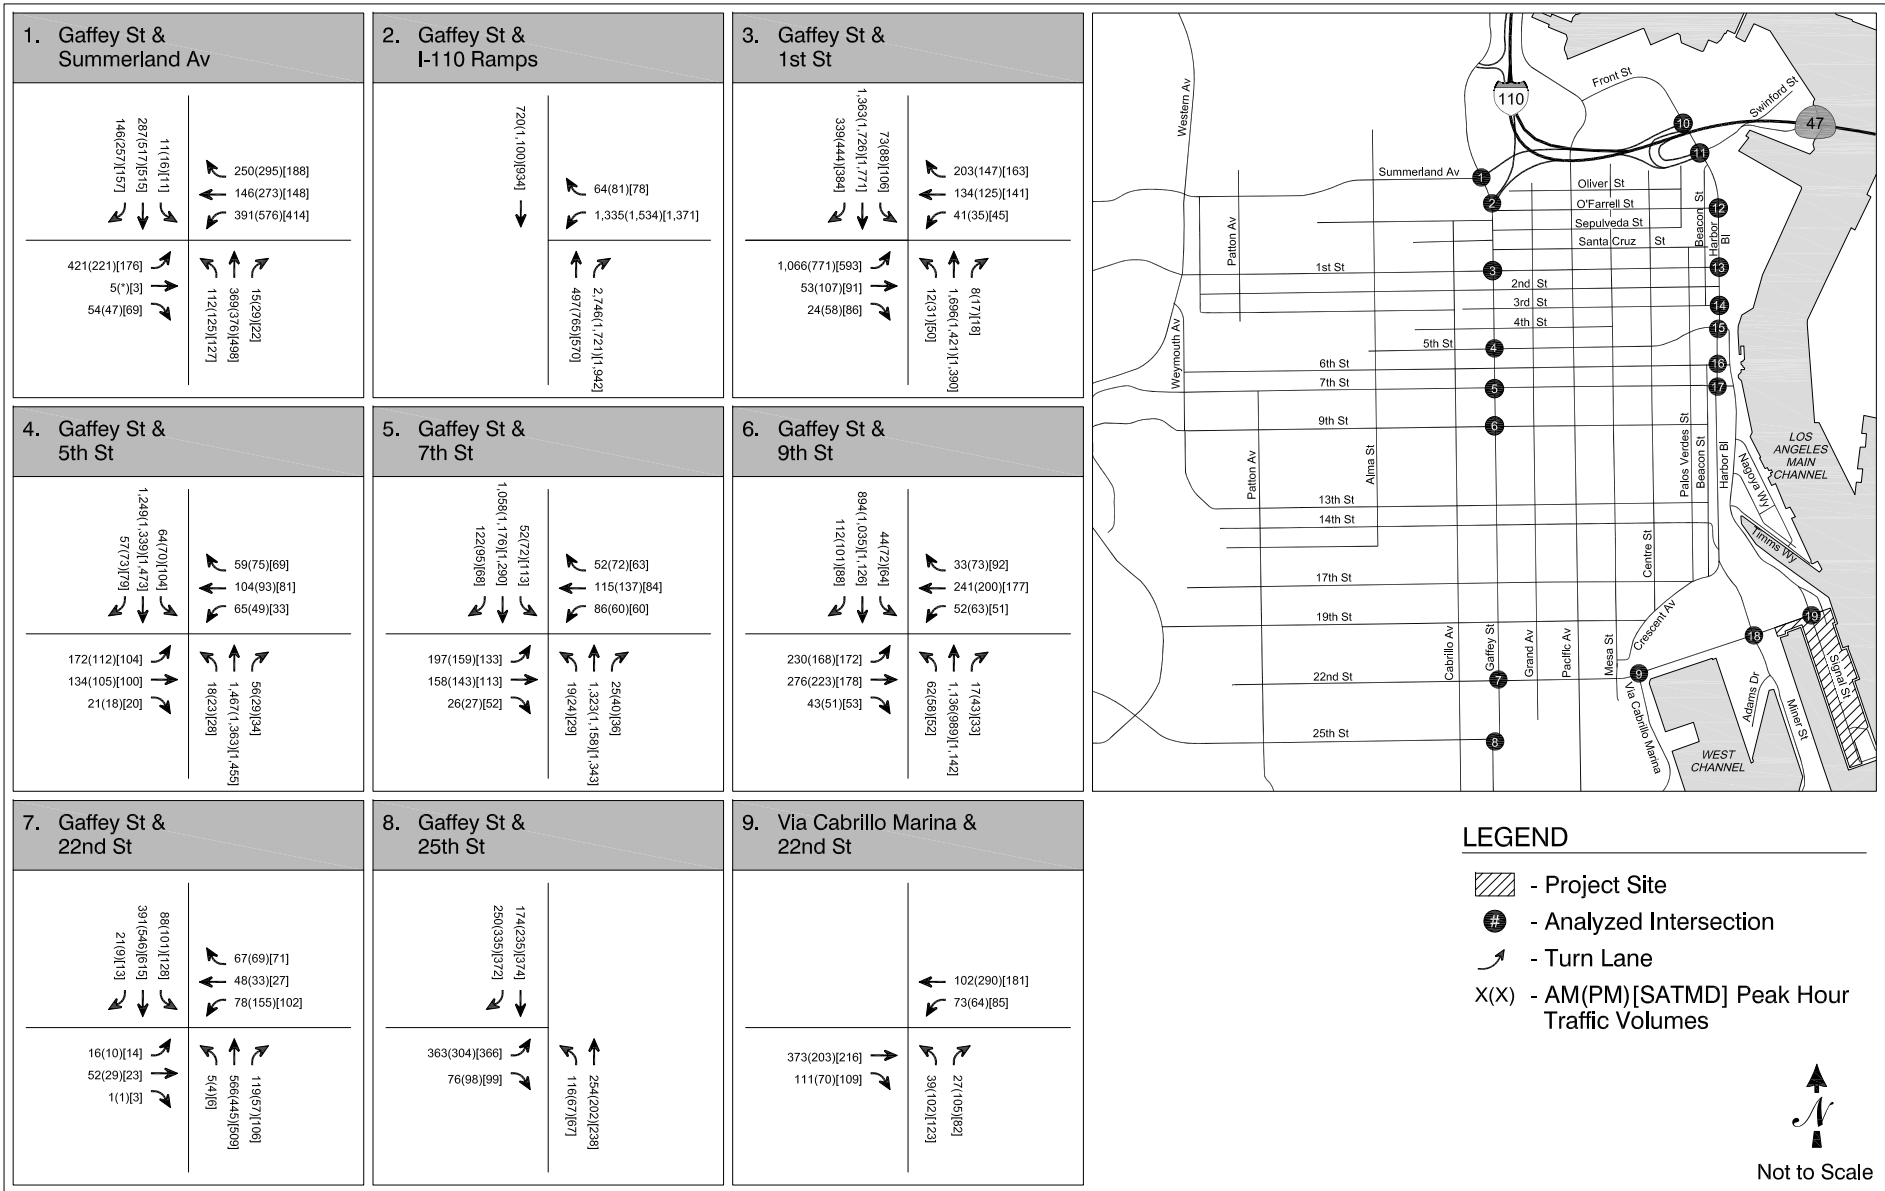 1. Gaffey St &
Summerland Av
146(257)[157]
287(517)[515]
11(16)[11]
250(295)[188]
146(273)[148]
391(576)[414]
421(221)[176]
5(*)[3]
54(47)[69]
112(125)[127]
369(376)[498]
15(29)[22]
2. Gaffey St &
I-110 Ramps
720(1,100)[934]
64(81)[78]
1,335(1,534)[1,371]
497(765)[570]
2,746(1,721)[1,942]
3. Gaffey St &
1st St
339(444)[384]
1,363(1,726)[1,771]
73(88)[106]
203(147)[163]
134(125)[141]
41(35)[45]
1,066(771)[593]
53(107)[91]
24(58)[86]
12(31)[50]
1,696(1,421)[1,390]
8(17)[18]
4. Gaffey St &
5th St
57(73)[79]
1,249(1,339)[1,473]
64(70)[104]
59(75)[69]
104(93)[81]
65(49)[33]
172(112)[104]
134(105)[100]
21(18)[20]
18(23)[28]
1,467(1,363)[1,455]
56(29)[34]
5. Gaffey St &
7th St
122(95)[68]
1,058(1,176)[1,290]
52(72)[113]
52(72)[63]
115(137)[84]
86(60)[60]
197(159)[133]
158(143)[113]
26(27)[52]
19(24)[29]
1,323(1,158)[1,343]
25(40)[36]
6. Gaffey St &
9th St
112(101)[88]
894(1,035)[1,126]
44(72)[64]
33(73)[92]
241(200)[177]
52(63)[51]
230(168)[172]
276(223)[178]
43(51)[53]
62(58)[52]
1,136(989)[1,142]
17(43)[33]
7. Gaffey St &
22nd St
21(9)[13]
391(546)[615]
88(101)[128]
67(69)[71]
48(33)[27]
78(155)[102]
16(10)[14]
52(29)[23]
1(1)[3]
5(4)[6]
566(445)[509]
119(57)[106]
8. Gaffey St &
25th St
250(335)[372]
174(235)[374]
363(304)[366]
76(98)[99]
116(67)[67]
254(202)[238]
9. Via Cabrillo Marina &
22nd St
102(290)[181]
73(64)[85]
373(203)[216]
111(70)[109]
39(102)[123]
27(105)[82]
Western Av
110
Front St
Swinford St
47
10
11
Summerland Av
1
Oliver St
2
O'Farrell St
12
Sepulveda St
Santa Cruz St
Beacon St
Harbor Bl
Patton Av
1st St
3
13
2nd St
3rd St
14
4th St
15
5th St
4
Weymouth Av
6th St
16
7th St
5
17
9th St
6
Patton Av
Alma St
Palos Verdes St
Beacon St
Harbor Bl
Nagoya Wy
LOS
ANGELES
MAIN
CHANNEL
13th St
14th St
Timms Wy
Centre St
17th St
19th St
Crescent Av
19
18
Cabrillo Av
Gaffey St
Grand Av
Pacific Av
Mesa St
22nd St
7
9
Signal St
Via Cabrillo Marina
Adams Dr
Miner St
25th St
8
WEST
CHANNEL
LEGEND
- Project Site
# - Analyzed Intersection
- Turn Lane
X(X) - AM(PM)[SATMD] Peak Hour
Traffic Volumes
N
Not to Scale